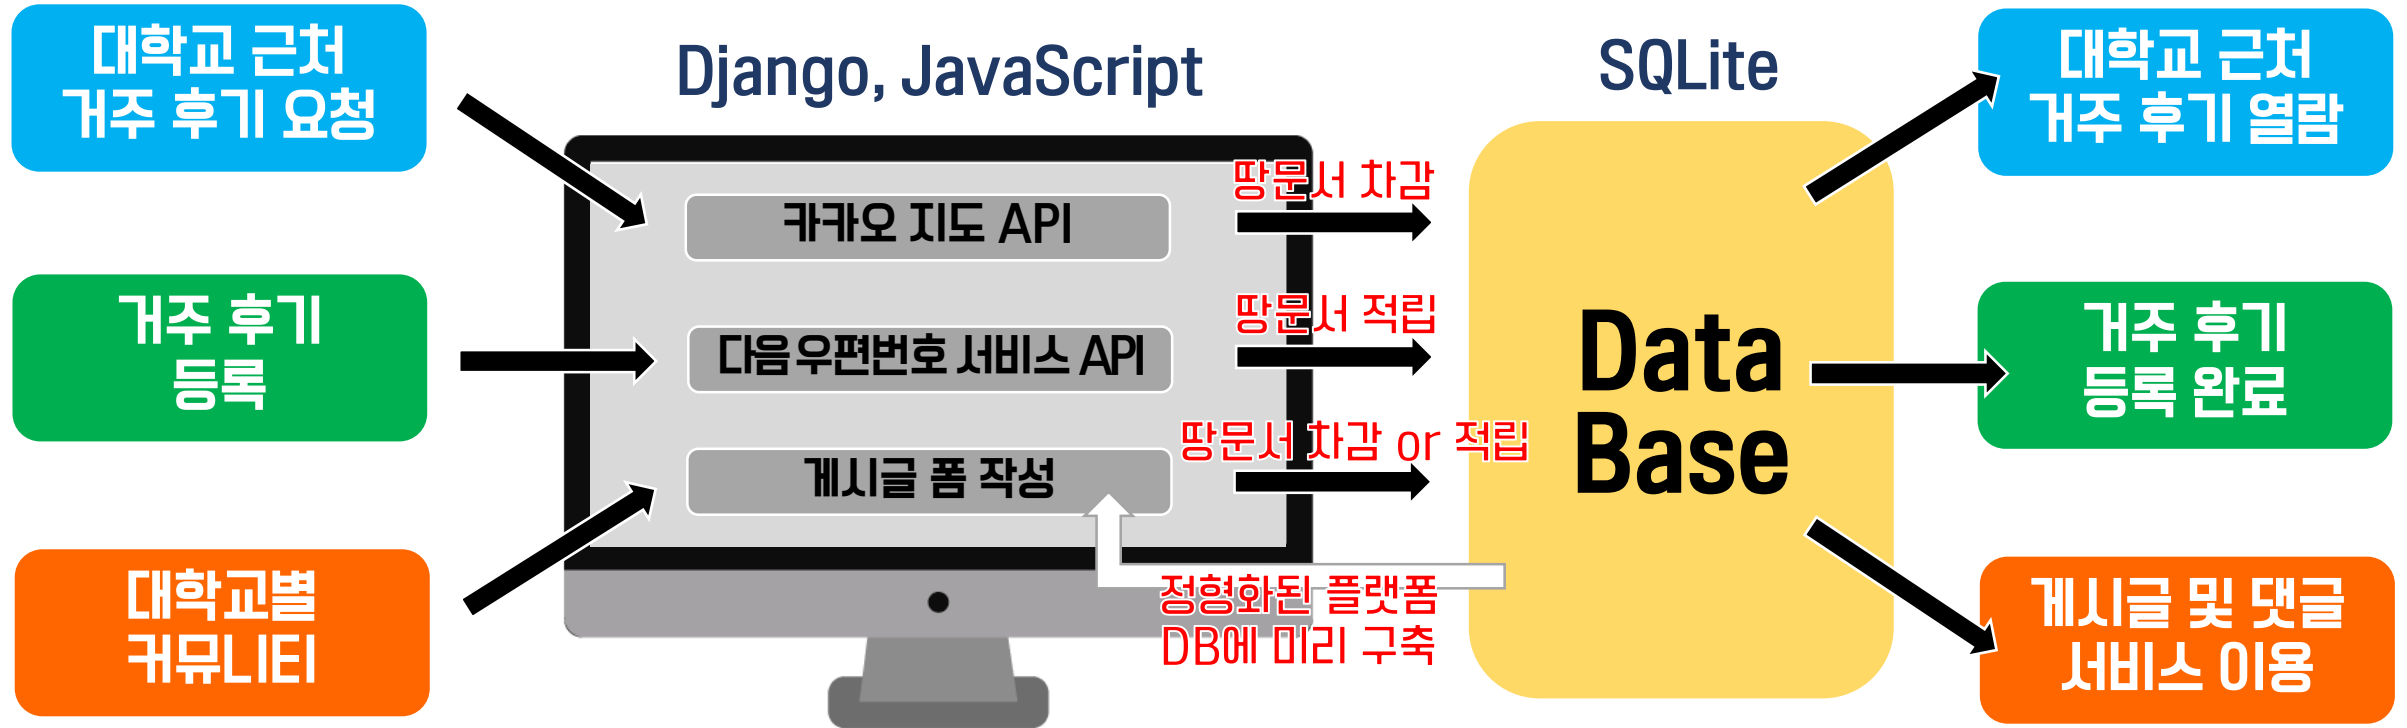 대학교 근처
거주 후기 요청
거주 후기
등록
대학교별
커뮤니티
Django, JavaScript
카카오 지도 API
다음우편번호 서비스 API
게시글 폼 작성
땅문서 차감
땅문서 적립
땅문서 차감 or 적립
정형화된 플랫폼
DB에 미리 구축
SQLite
Data
Base
대학교 근처
거주 후기 열람
거주 후기
등록 완료
게시글 및 댓글
서비스 이용